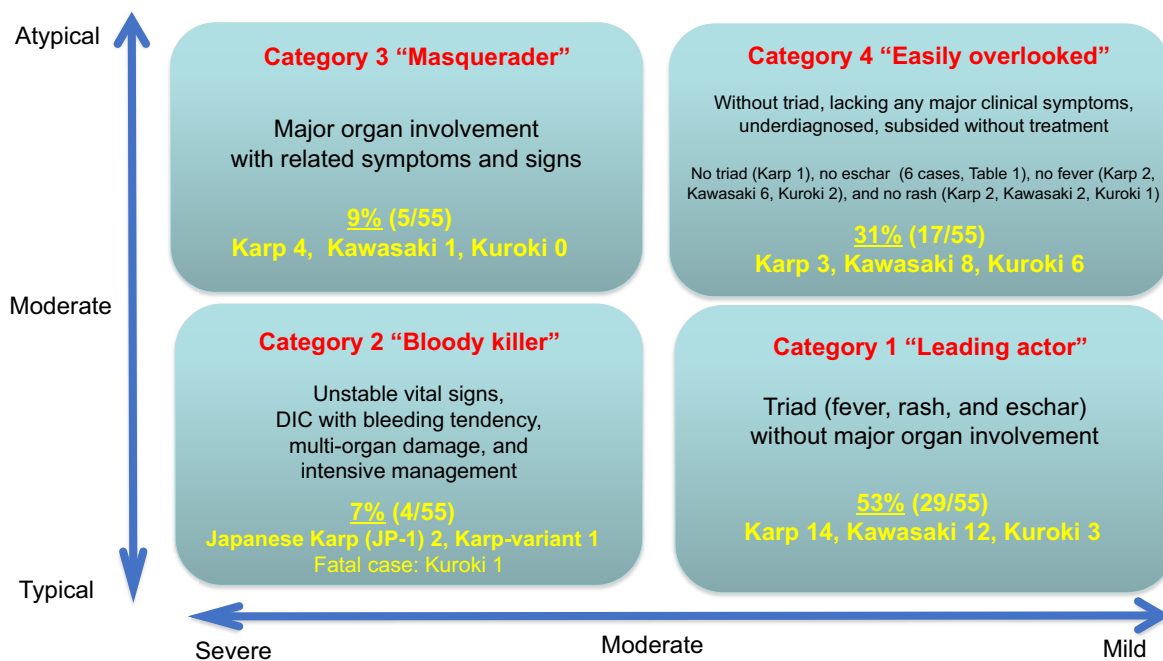 Atypical
Moderate
Typical
Category 3 “Masquerader”
Major organ involvement
with related symptoms and signs
9% (5/55)
Karp 4, Kawasaki 1, Kuroki 0
Category 4 “Easily overlooked”
Without triad, lacking any major clinical symptoms,
underdiagnosed, subsided without treatment
No triad (Karp 1), no eschar (6 cases, Table 1), no fever (Karp 2,
Kawasaki 6, Kuroki 2), and no rash (Karp 2, Kawasaki 2, Kuroki 1)
31% (17/55)
Karp 3, Kawasaki 8, Kuroki 6
Category 2 “Bloody killer”
Unstable vital signs,
DIC with bleeding tendency,
multi-organ damage, and
intensive management
7% (4/55)
Japanese Karp (JP-1) 2, Karp-variant 1
Fatal case: Kuroki 1
Category 1 “Leading actor”
Triad (fever, rash, and eschar)
without major organ involvement
53% (29/55)
Karp 14, Kawasaki 12, Kuroki 3
Severe
Moderate
Mild